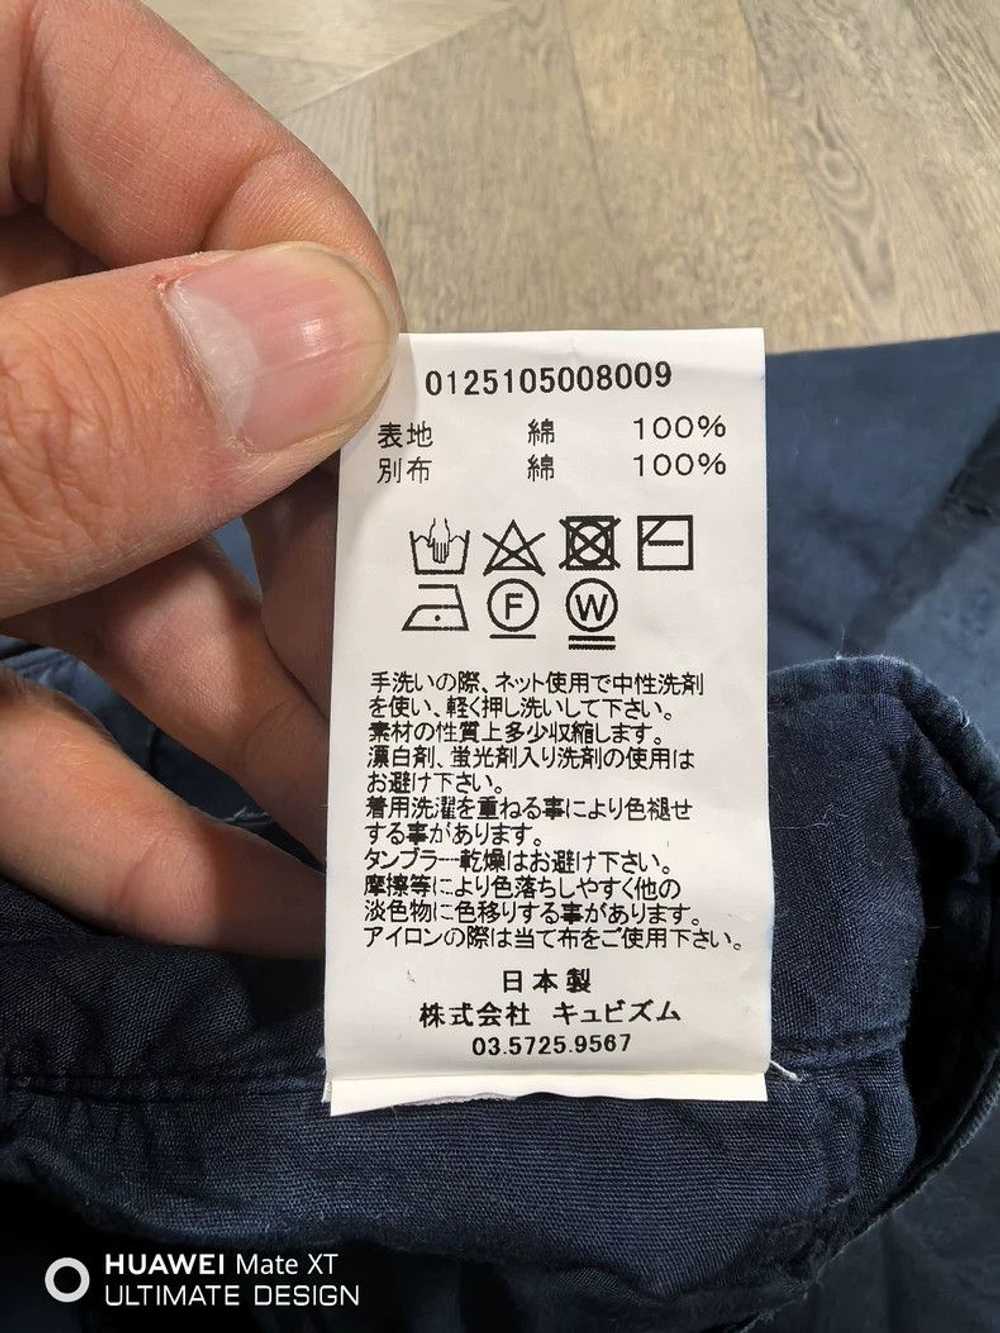 0125105008009
表地 綿 100%
別布 綿 100%
F W
手洗いの際、ネット使用で中性洗剤
を使い、軽く押し洗いして下さい。
素材の性質上多少収縮します。
漂白剤、蛍光剤入り洗剤の使用は
お避け下さい。
着用洗濯を重ねる事により色褪せ
する事があります。
タンブラー乾燥はお避け下さい。
摩擦等により色落ちしやすく他の
淡色物に色移りする事があります。
アイロンの際は当て布をご使用下さい。
日本製
株式会社 キュビズム
03.5725.9567
HUAWEI Mate XT
ULTIMATE DESIGN